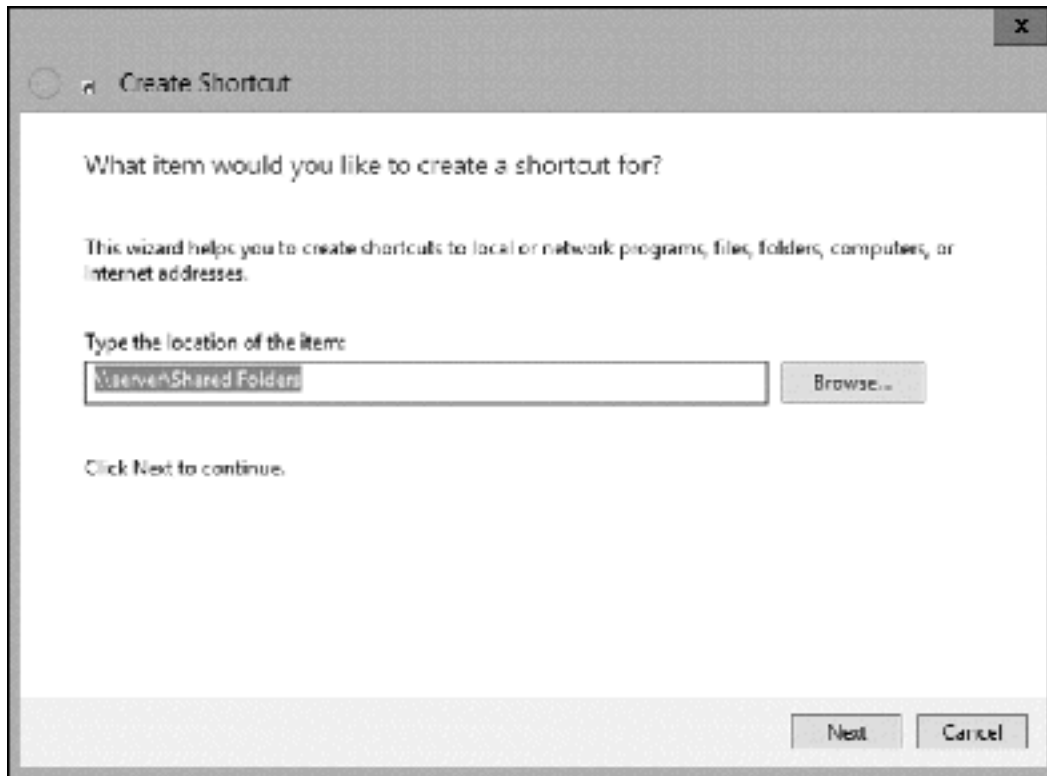 x
Create Shortcut
What item would you like to create a shortcut for?
This wizard helps you to create shortcuts to local or network programs, files, folders, computers, or
Internet addresses.
Type the location of the item:
\\server\Shared Folders
Browse...
Click Next to continue.
Next
Cancel